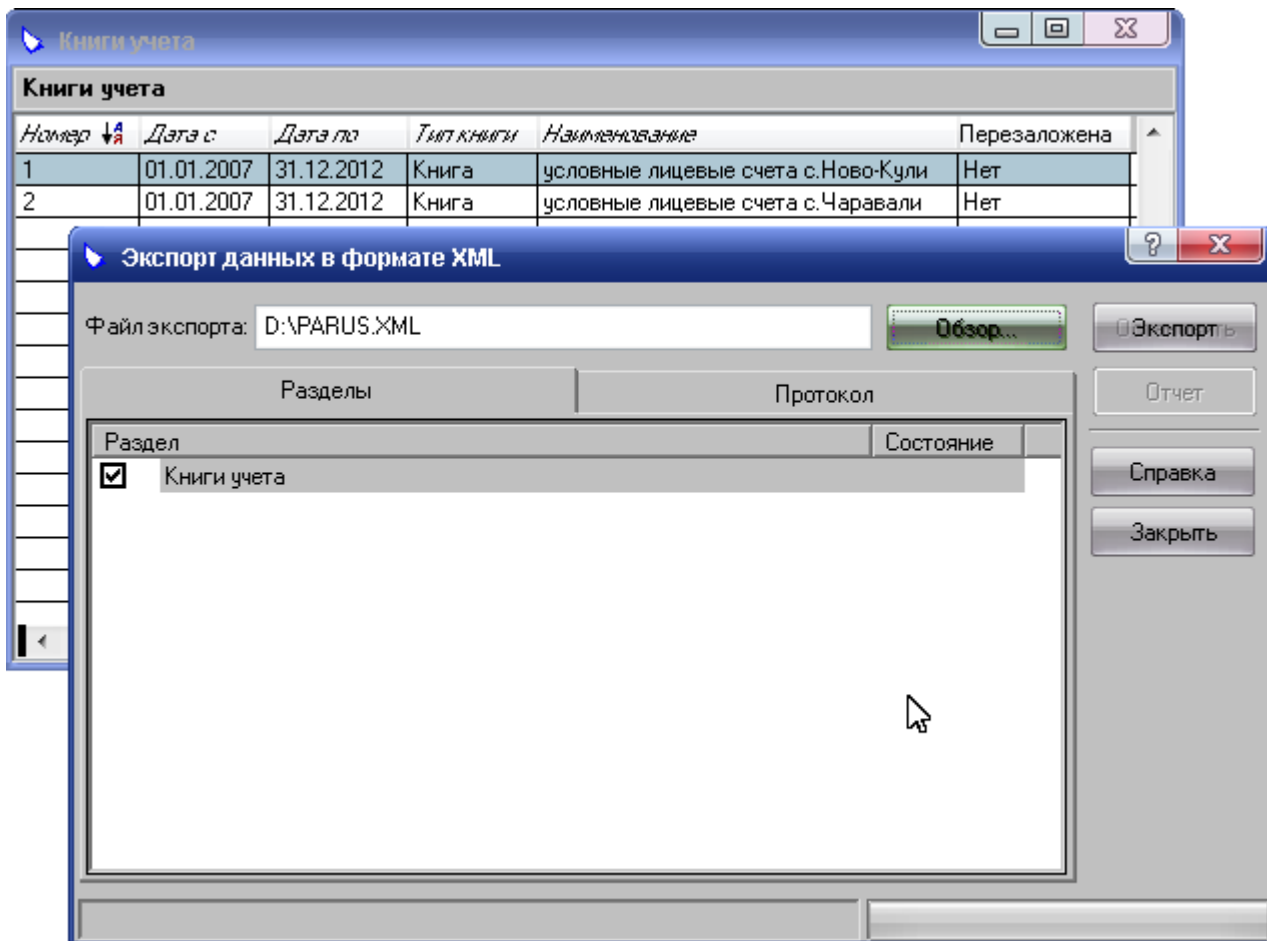 Книги учета
Книги учета
Номер Дата с Дата по Тип книги Наименование Перезаложена
1 01.01.2007 31.12.2012 Книга условные лицевые счета с.Ново-Кули Нет
2 01.01.2007 31.12.2012 Книга условные лицевые счета с.Чаравали Нет
Экспорт данных в формате XML
Файл экспорта: D:\PARUS.XML Обзор... Экспорт
Разделы Протокол Отчет
Раздел Состояние
Книги учета Справка
Закрыть